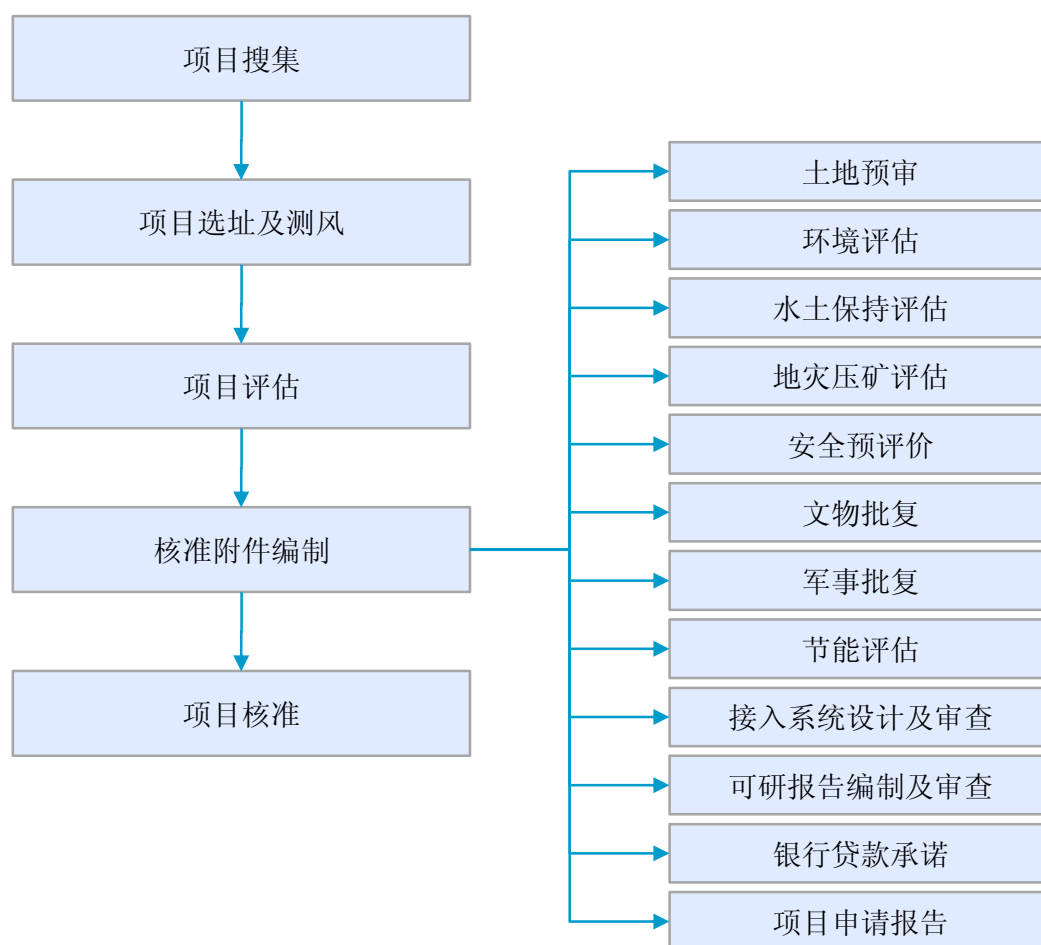 项目搜集
项目选址及测风
项目评估
核准附件编制
项目核准
土地预审
环境评估
水土保持评估
地灾压矿评估
安全预评价
文物批复
军事批复
节能评估
接入系统设计及审查
可研报告编制及审查
银行贷款承诺
项目申请报告